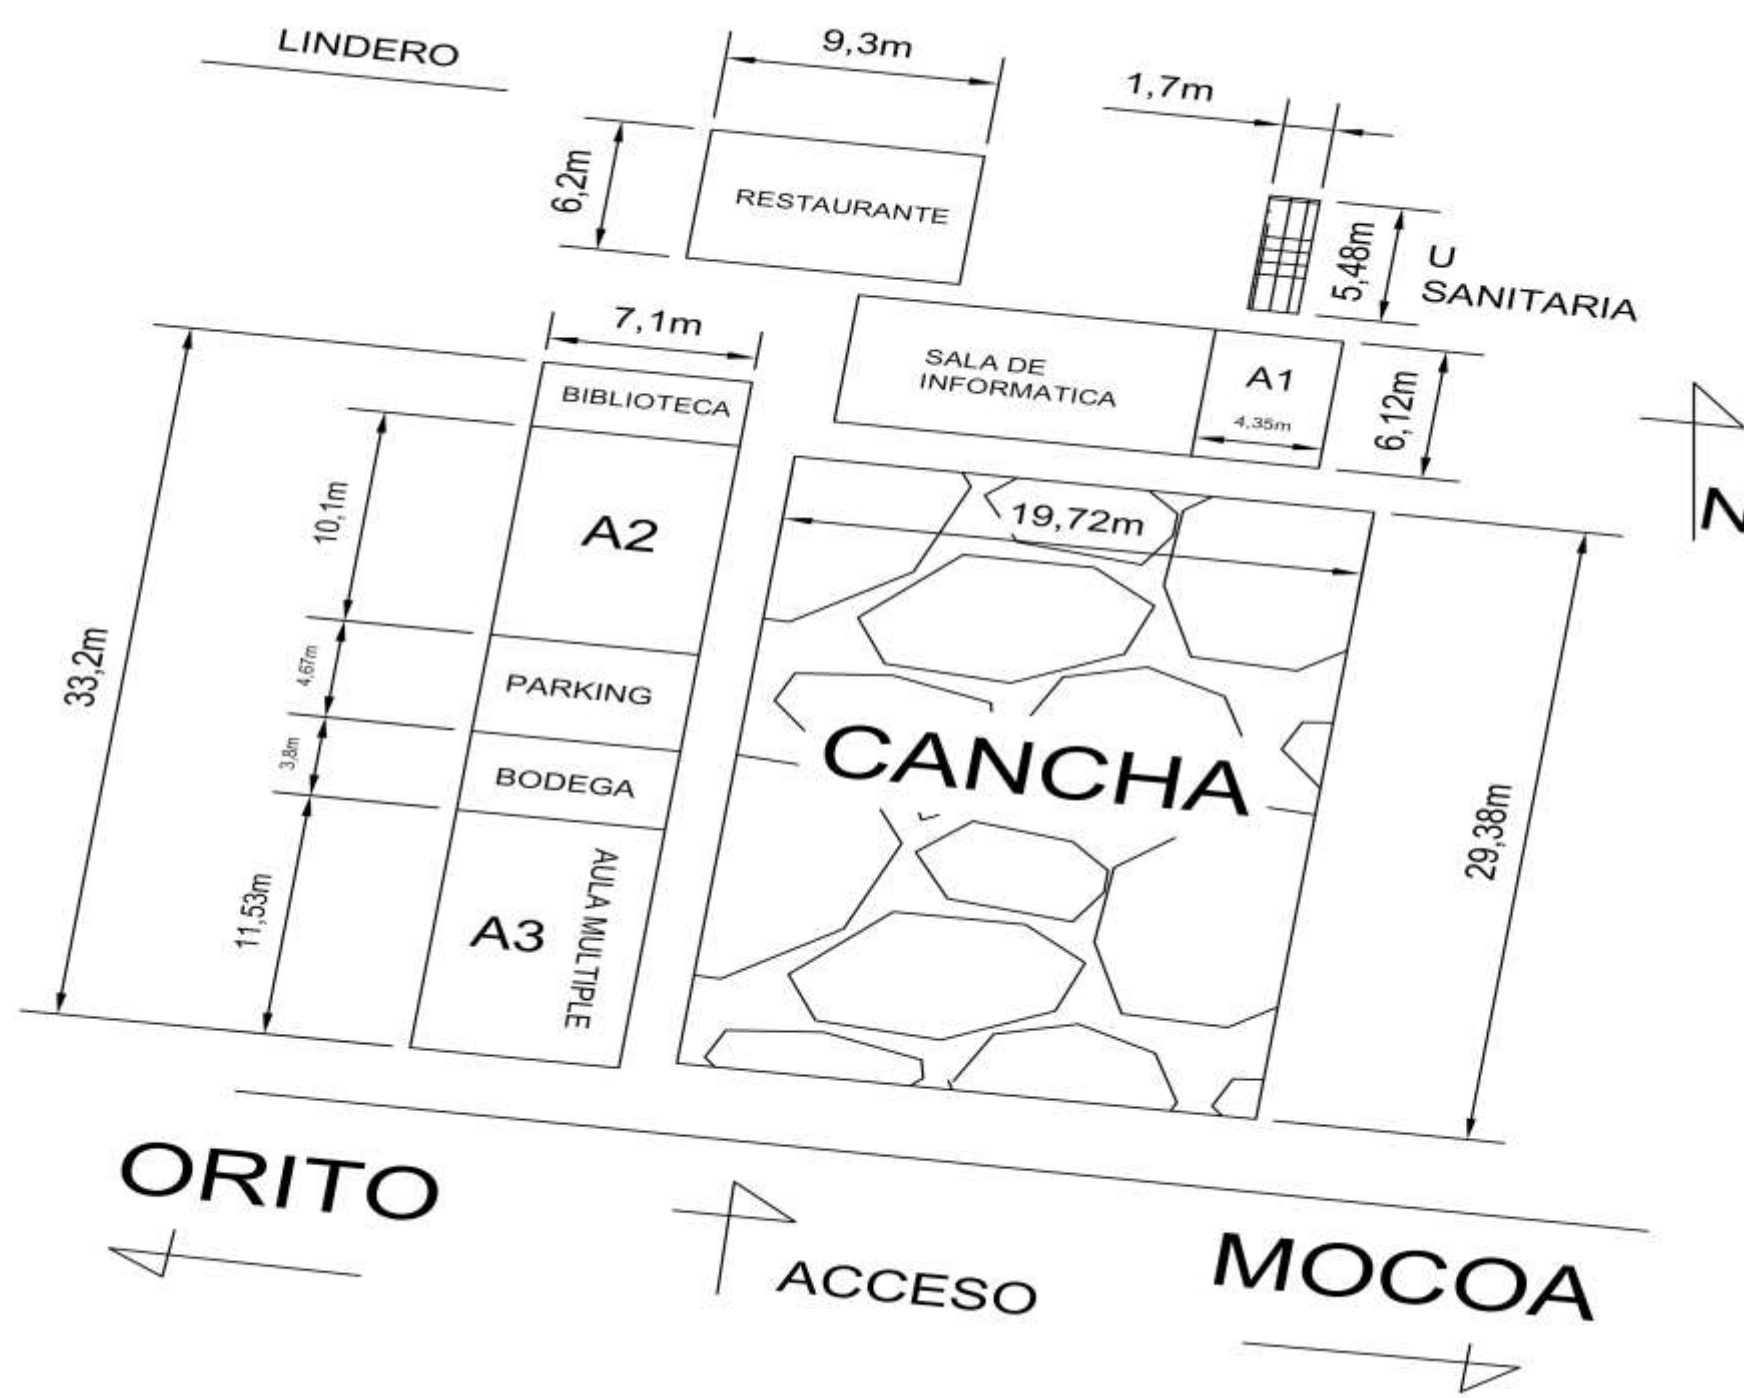 LINDERO
9,3m
1,7m
6,2m
RESTAURANTE
5,48m
U
SANITARIA
7,1m
SALA DE
INFORMATICA
A1
4,35m
6,12m
BIBLIOTECA
N
10,1m
A2
19,72m
33,2m
4,67m
PARKING
CANCHA
3,8m
BODEGA
29,38m
11,53m
A3
AULA MULTIPLE
ORITO
ACCESO
MOCOA